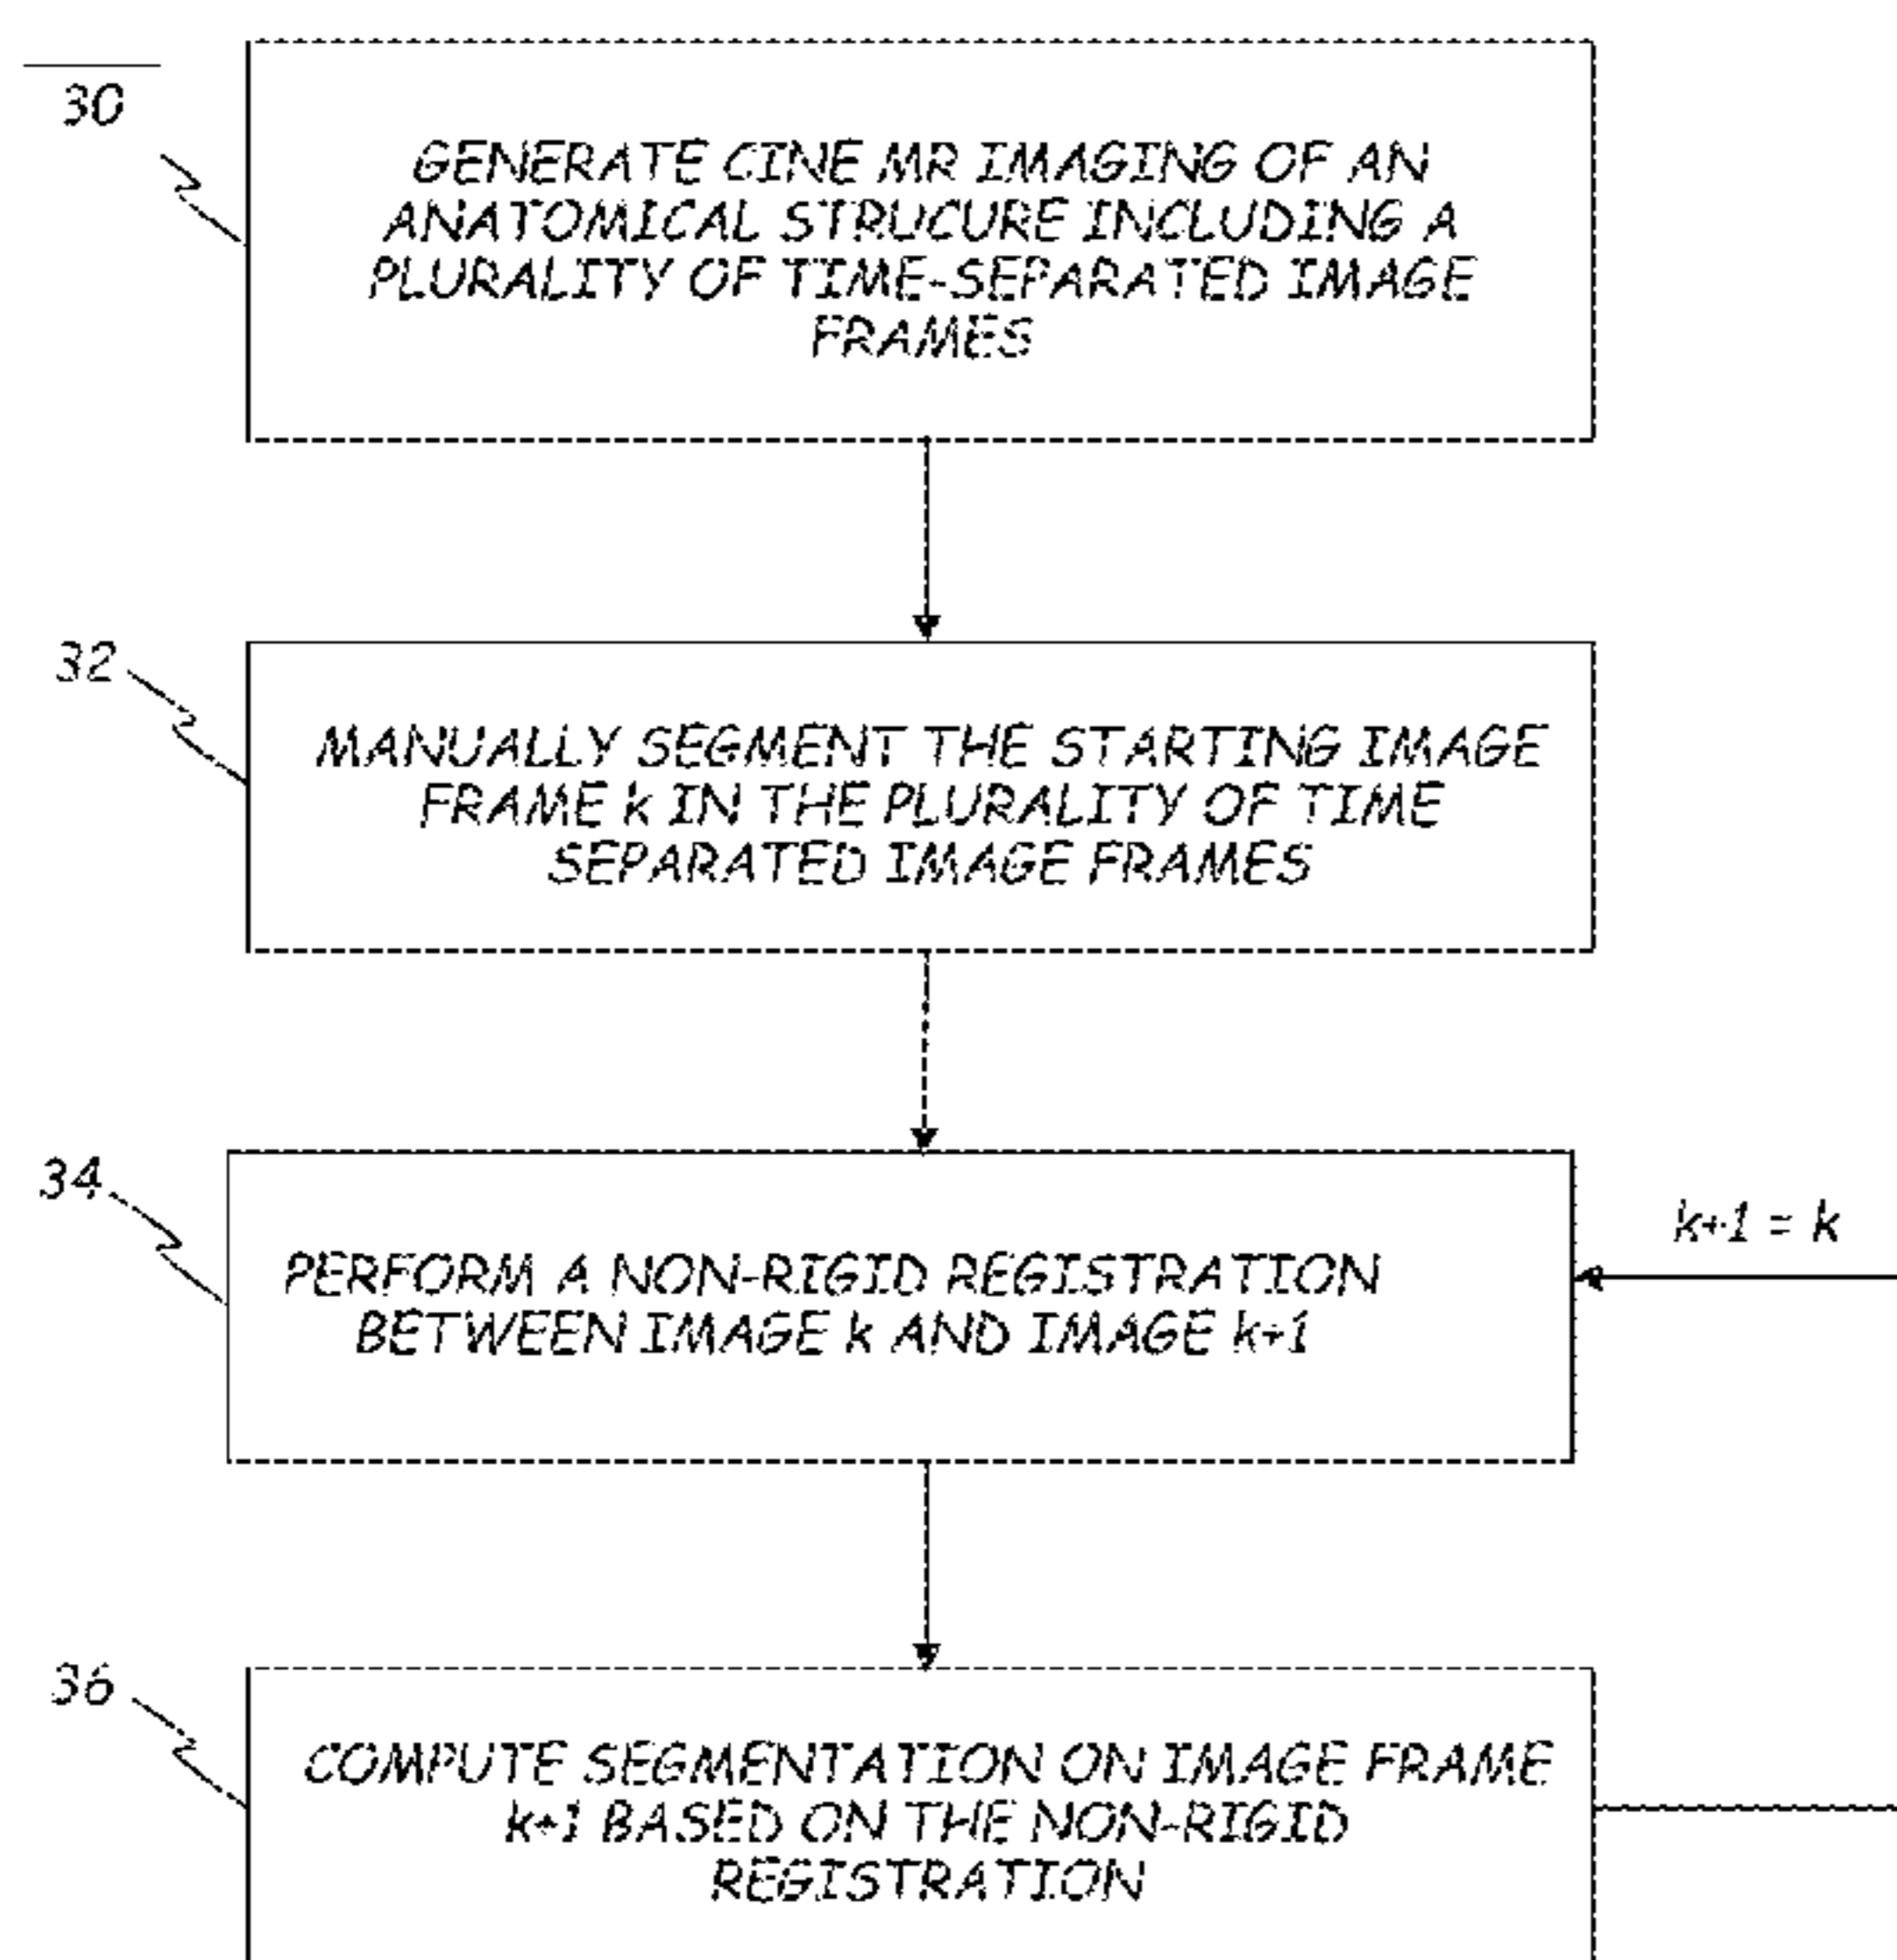 30
GENERATE CINE MR IMAGING OF AN
ANATOMICAL STRUCURE INCLUDING A
PLURALITY OF TIME-SEPARATED IMAGE
FRAMES
32
MANUALLY SEGMENT THE STARTING IMAGE
FRAME k IN THE PLURALITY OF TIME
SEPARATED IMAGE FRAMES
34
k+1 = k
PERFORM A NON-RIGID REGISTRATION
BETWEEN IMAGE k AND IMAGE k+1
36
COMPUTE SEGMENTATION ON IMAGE FRAME
k+1 BASED ON THE NON-RIGID
REGISTRATION